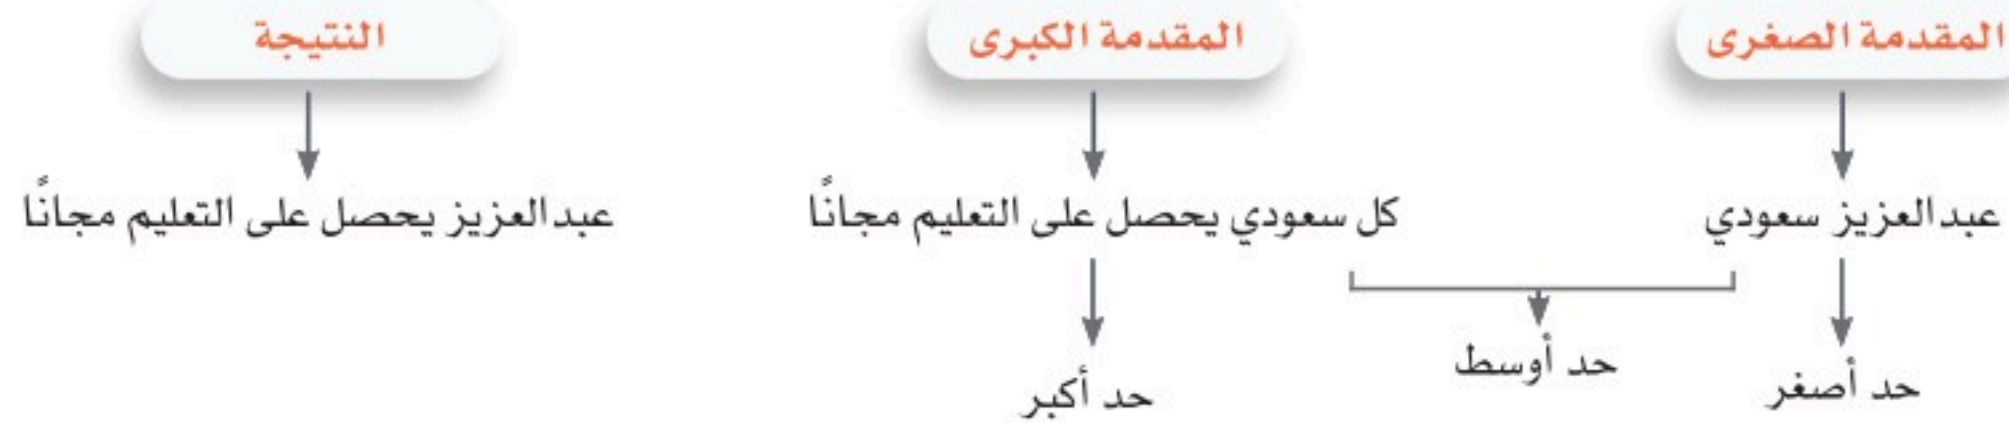 المقدمة الصغرى
المقدمة الكبرى
النتيجة
عبدالعزيز سعودي
كل سعودي يحصل على التعليم مجانًا
عبدالعزيز يحصل على التعليم مجانًا
حد أصغر
حد أوسط
حد أكبر